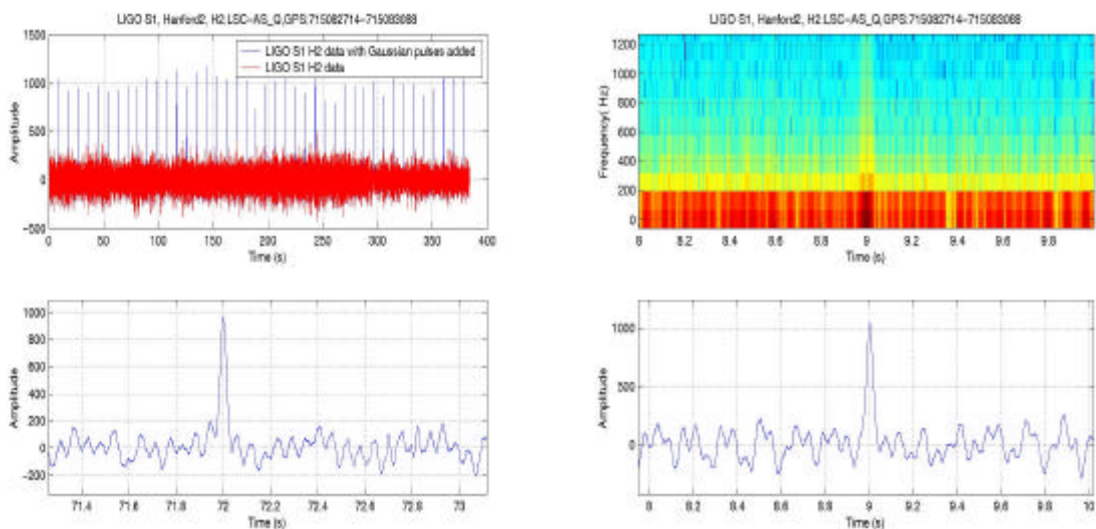 LIGO S1, Hanford2, H2:LSC-AS_Q,GPS:715082714-715083088
1500
1000
500
0
-500
Amplitude
LIGO S1 H2 data with Gaussian pulses added
LIGO S1 H2 data
0 50 100 150 200 250 300 350 400
Time (s)
LIGO S1, Hanford2, H2:LSC-AS_Q,GPS:715082714-715083088
1200
1000
800
600
400
200
0
Frequency( Hz)
8 8.2 8.4 8.6 8.8 9 9.2 9.4 9.6 9.8
Time (s)
1000
800
600
400
200
0
-200
Amplitude
71.4 71.6 71.8 72 72.2 72.4 72.6 72.8 73
Time (s)
1000
500
0
Amplitude
8 8.2 8.4 8.6 8.8 9 9.2 9.4 9.6 9.8 10
Time (s)